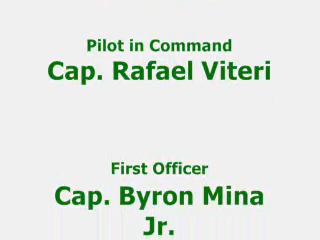 Pilot in Command
Cap. Rafael Viteri
First Officer
Cap. Byron Mina
Jr.